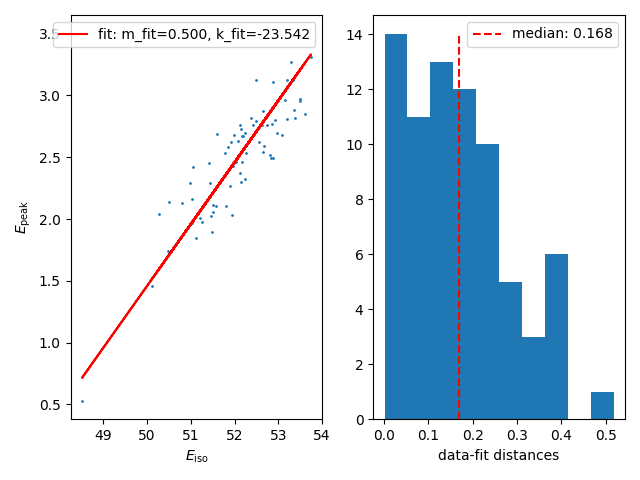 fit: m_fit=0.500, k_fit=-23.542
3.5
3.0
2.5
2.0
1.5
1.0
0.5
E_peak
49 50 51 52 53 54
E_iso
median: 0.168
14
12
10
8
6
4
2
0
0.0 0.1 0.2 0.3 0.4 0.5
data-fit distances